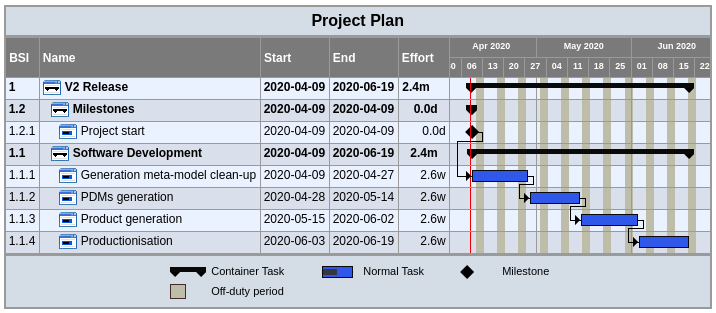 Project Plan
BSI Name Start End Effort Apr 2020 May 2020 Jun 2020
0 06 13 20 27 04 11 18 25 01 08 15 22
1 V2 Release 2020-04-09 2020-06-19 2.4m
1.2 Milestones 2020-04-09 2020-04-09 0.0d
1.2.1 Project start 2020-04-09 2020-04-09 0.0d
1.1 Software Development 2020-04-09 2020-06-19 2.4m
1.1.1 Generation meta-model clean-up 2020-04-09 2020-04-27 2.6w
1.1.2 PDMs generation 2020-04-28 2020-05-14 2.6w
1.1.3 Product generation 2020-05-15 2020-06-02 2.6w
1.1.4 Productionisation 2020-06-03 2020-06-19 2.6w
Container Task Normal Task Milestone
Off-duty period